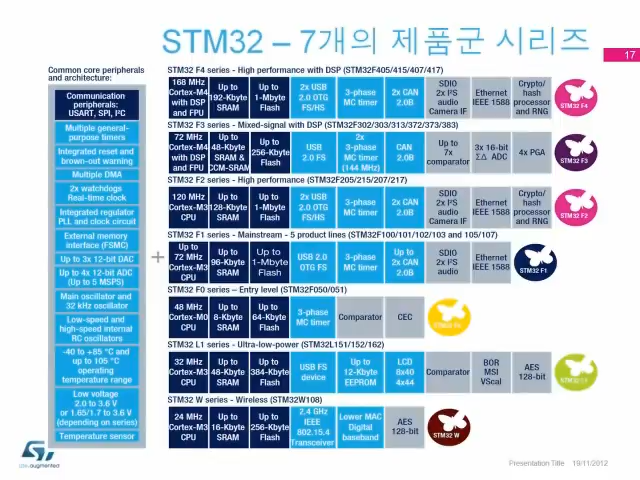 STM32 – 7개의 제품군 시리즈
17
Common core peripherals
and architecture:
Communication
peripherals:
USART, SPI, I²C
Multiple general-
purpose timers
Integrated reset and
brown-out warning
Multiple DMA
2x watchdogs
Real-time clock
Integrated regulator
PLL and clock circuit
External memory
interface (FSMC)
Up to 3x 12-bit DAC
Up to 4x 12-bit ADC
(Up to 5 MSPS)
Main oscillator and
32 kHz oscillator
Low-speed and
high-speed internal
RC oscillators
-40 to +85 °C and
up to 105 °C
operating
temperature range
Low voltage
2.0 to 3.6 V
or 1.65/1.7 to 3.6 V
(depending on series)
Temperature sensor
+
STM32 F4 series - High performance with DSP (STM32F405/415/407/417)
168 MHz
Cortex-M4
with DSP
and FPU
Up to
192-Kbyte
SRAM
Up to
1-Mbyte
Flash
2x USB
2.0 OTG
FS/HS
3-phase
MC timer
2x CAN
2.0B
SDIO
2x I²S
audio
Camera IF
Ethernet
IEEE 1588
Crypto/
hash
processor
and RNG
STM32 F4
STM32 F3 series - Mixed-signal with DSP (STM32F302/303/313/372/373/383)
72 MHz
Cortex-M4
with DSP
and FPU
Up to
48-Kbyte
SRAM &
CCM-SRAM
Up to
256-Kbyte
Flash
USB
2.0 FS
2x
3-phase
MC timer
(144 MHz)
CAN
2.0B
Up to
7x
comparator
3x 16-bit
ΣΔ ADC
4x PGA
STM32 F3
STM32 F2 series - High performance (STM32F205/215/207/217)
120 MHz
Cortex-M3
CPU
Up to
128-Kbyte
SRAM
Up to
1-Mbyte
Flash
2x USB
2.0 OTG
FS/HS
3-phase
MC timer
2x CAN
2.0B
SDIO
2x I²S
audio
Camera IF
Ethernet
IEEE 1588
Crypto/
hash
processor
and RNG
STM32 F2
STM32 F1 series - Mainstream - 5 product lines (STM32F100/101/102/103 and 105/107)
Up to
72 MHz
Cortex-M3
CPU
Up to
96-Kbyte
SRAM
Up to
1-Mbyte
Flash
USB 2.0
OTG FS
3-phase
MC timer
Up to
2x CAN
2.0B
SDIO
2x I²S
audio
Ethernet
IEEE 1588
STM32 F1
STM32 F0 series – Entry level (STM32F050/051)
48 MHz
Cortex-M0
CPU
Up to
8-Kbyte
SRAM
Up to
64-Kbyte
Flash
3-phase
MC timer
Comparator
CEC
STM32 F0
STM32 L1 series - Ultra-low-power (STM32L151/152/162)
32 MHz
Cortex-M3
CPU
Up to
48-Kbyte
SRAM
Up to
384-Kbyte
Flash
USB FS
device
Up to
12-Kbyte
EEPROM
LCD
8x40
4x44
Comparator
BOR
MSI
VScal
AES
128-bit
STM32 L1
STM32 W series - Wireless (STM32W108)
24 MHz
Cortex-M3
CPU
Up to
16-Kbyte
SRAM
Up to
256-Kbyte
Flash
2.4 GHz
IEEE
802.15.4
Transceiver
Lower MAC
Digital
baseband
AES
128-bit
STM32 W
life.augmented
Presentation Title
19/11/2012